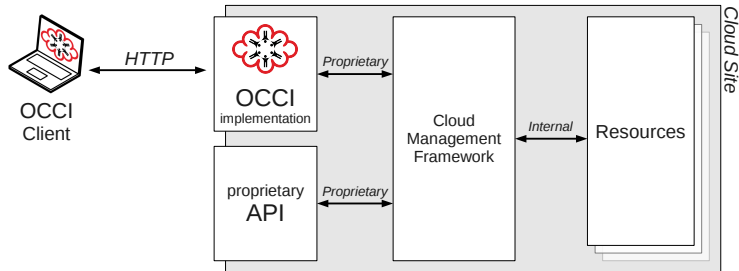 HTTP
OCCI
Client
OCCI
implementation
proprietary
API
Proprietary
Proprietary
Cloud
Management
Framework
Internal
Resources
Cloud Site